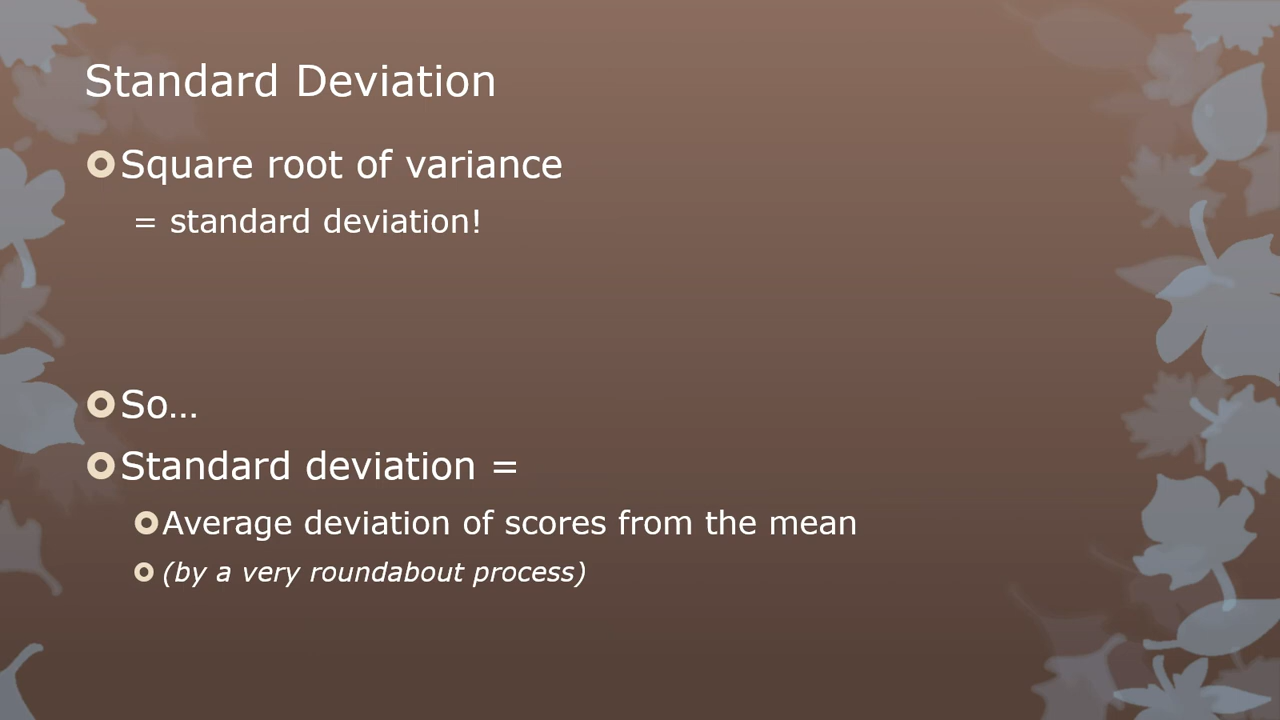 Standard Deviation
Square root of variance
= standard deviation!
So…
Standard deviation =
Average deviation of scores from the mean
(by a very roundabout process)